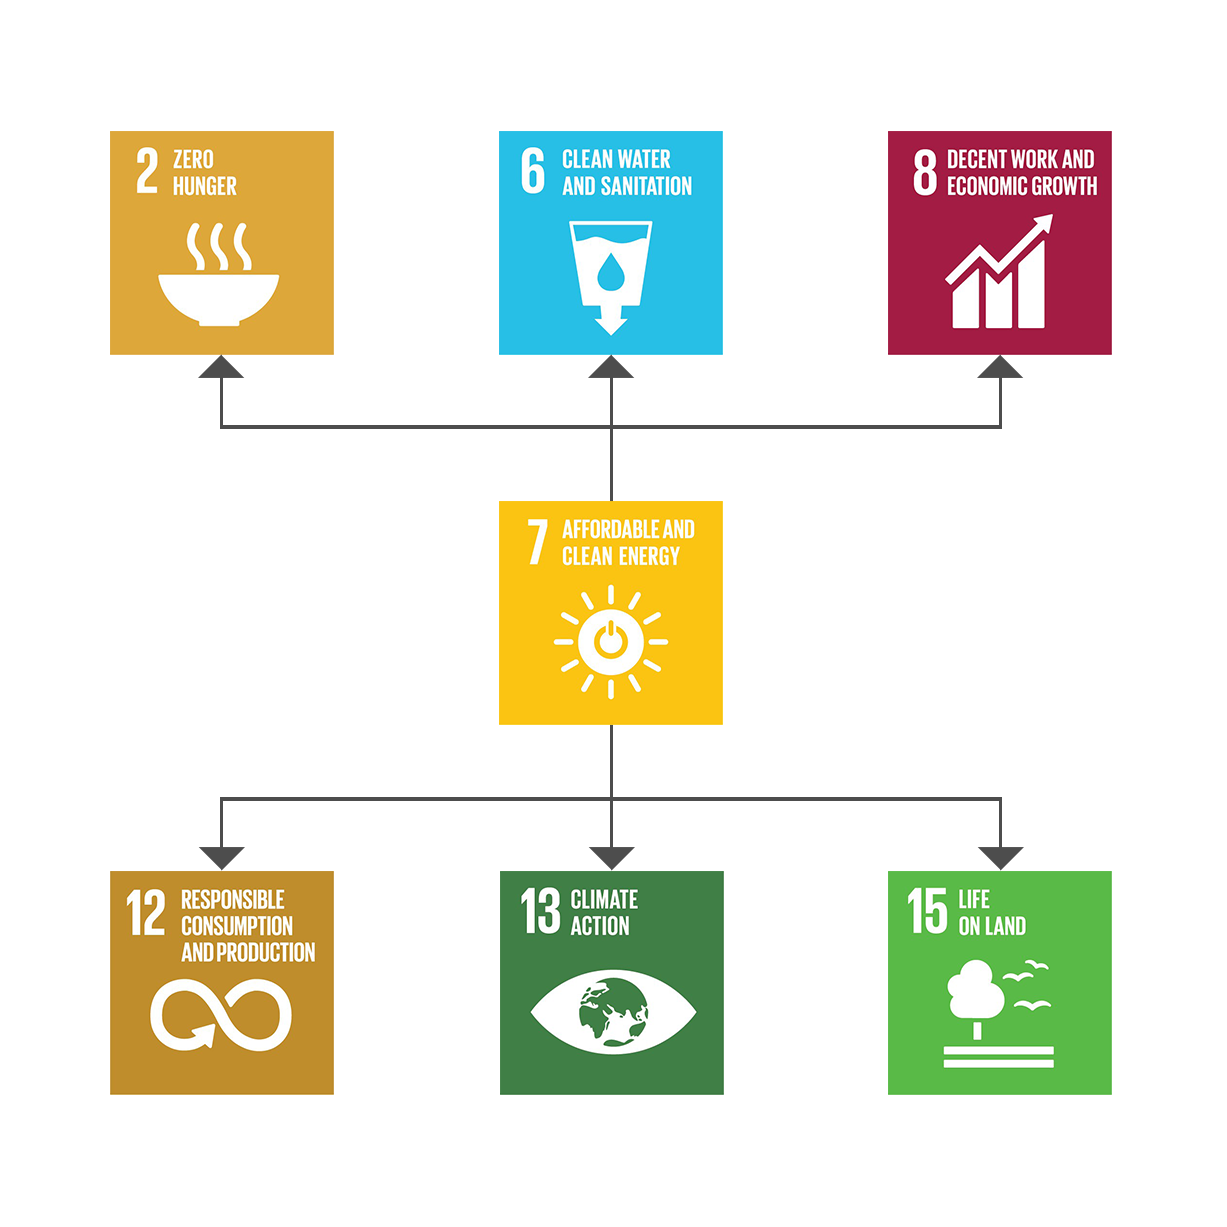 2 ZERO
HUNGER
6 CLEAN WATER
AND SANITATION
8 DECENT WORK AND
ECONOMIC GROWTH
7 AFFORDABLE AND
CLEAN ENERGY
12 RESPONSIBLE
CONSUMPTION
AND PRODUCTION
13 CLIMATE
ACTION
15 LIFE
ON LAND